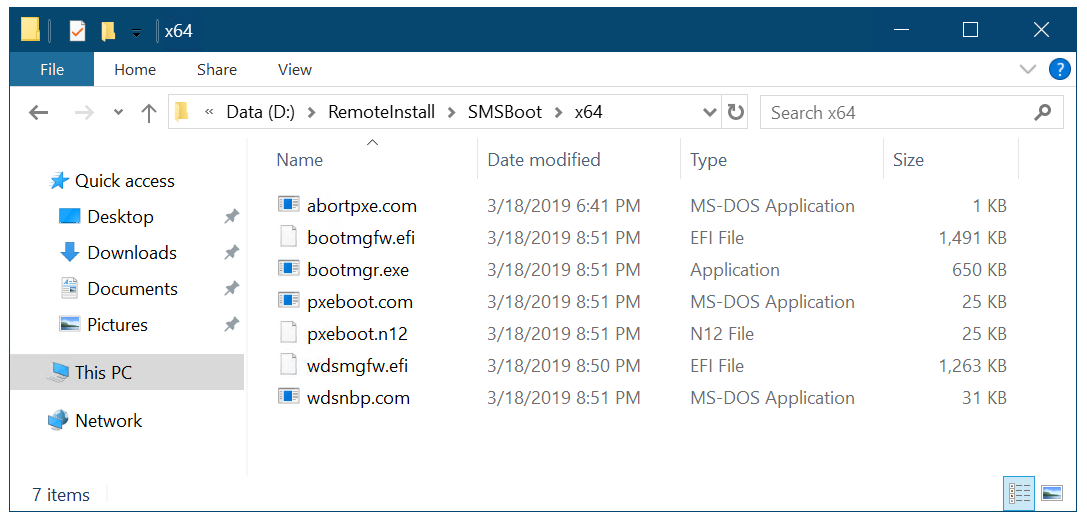 x64
File Home Share View
« Data (D:) > RemoteInstall > SMSBoot > x64 Search x64
Name Date modified Type Size
Quick access
Desktop
Downloads
Documents
Pictures
This PC
Network
abortpxe.com 3/18/2019 6:41 PM MS-DOS Application 1 KB
bootmgfw.efi 3/18/2019 8:51 PM EFI File 1,491 KB
bootmgr.exe 3/18/2019 8:51 PM Application 650 KB
pxeboot.com 3/18/2019 8:51 PM MS-DOS Application 25 KB
pxeboot.n12 3/18/2019 8:51 PM N12 File 25 KB
wdsmgfw.efi 3/18/2019 8:50 PM EFI File 1,263 KB
wdsnbp.com 3/18/2019 8:51 PM MS-DOS Application 31 KB
7 items